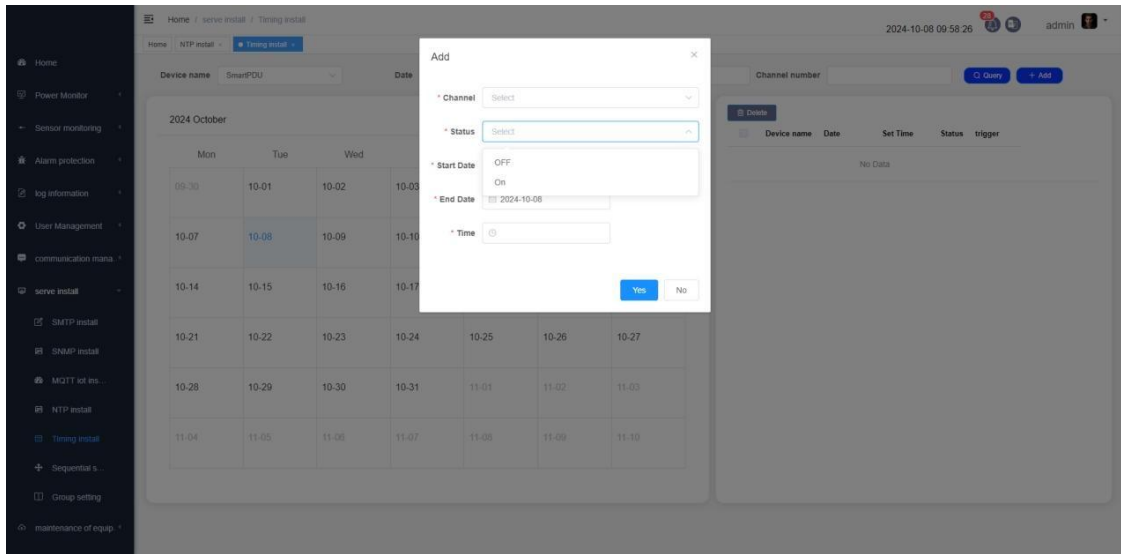 Home / serve install / Timing install
28
2024-10-08 09:58:26
admin
Home NTP install × Timing install ×
Home
Power Monitor
Sensor monitoring
Alarm protection
log information
User Management
communication mana.
serve install
SMTP install
SNMP install
MQTT iot ins...
NTP install
Timing install
Sequential s...
Group setting
maintenance of equip.
Device name SmartPDU Date Channel number Query + Add
2024 October
Mon Tue Wed
09-30 10-01 10-02 10-03
10-07 10-08 10-09 10-10
10-14 10-15 10-16 10-17
10-21 10-22 10-23 10-24 10-25 10-26 10-27
10-28 10-29 10-30 10-31 11-01 11-02 11-03
11-04 11-05 11-06 11-07 11-08 11-09 11-10
Add ×
* Channel Select
* Status Select
OFF
On
* Start Date
* End Date 2024-10-08
* Time
Yes No
Delete
Device name Date Set Time Status trigger
No Data